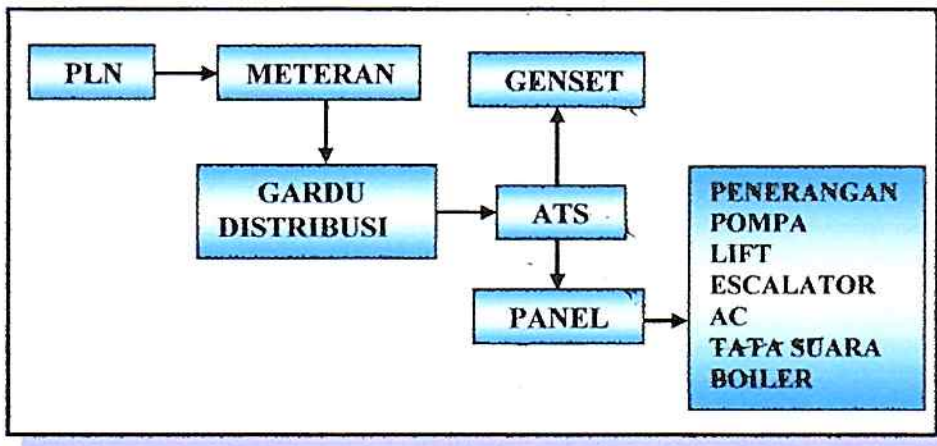 PLN
METERAN
GENSET
GARDU
DISTRIBUSI
ATS
PANEL
PENERANGAN
POMPA
LIFT
ESCALATOR
AC
TATA SUARA
BOILER